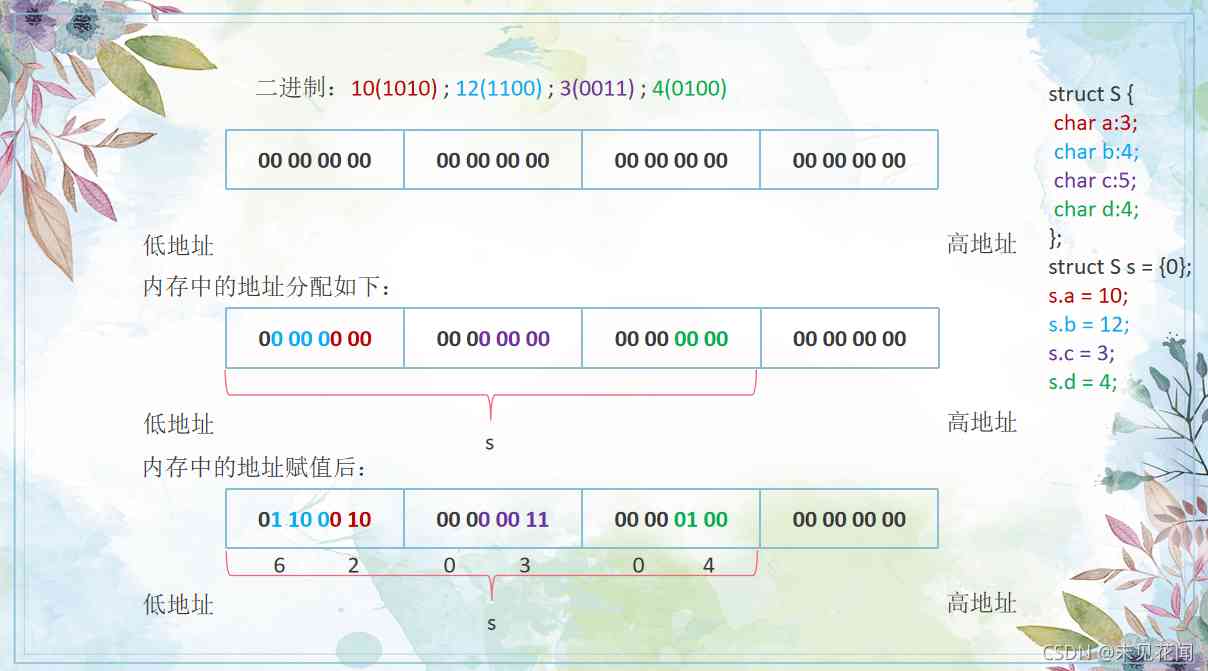 二进制：10(1010) ; 12(1100) ; 3(0011) ; 4(0100)
00 00 00 00 00 00 00 00 00 00 00 00 00 00 00 00
低地址 高地址
内存中的地址分配如下：
00 00 00 00 00 00 00 00 00 00 00 00 00 00 00 00
s
低地址 高地址
内存中的地址赋值后：
01 10 00 10 00 00 00 11 00 00 01 00 00 00 00 00
6 2 0 3 0 4
s
低地址 高地址
struct S {
char a:3;
char b:4;
char c:5;
char d:4;
};
struct S s = {0};
s.a = 10;
s.b = 12;
s.c = 3;
s.d = 4;
CSDN @未见花闻